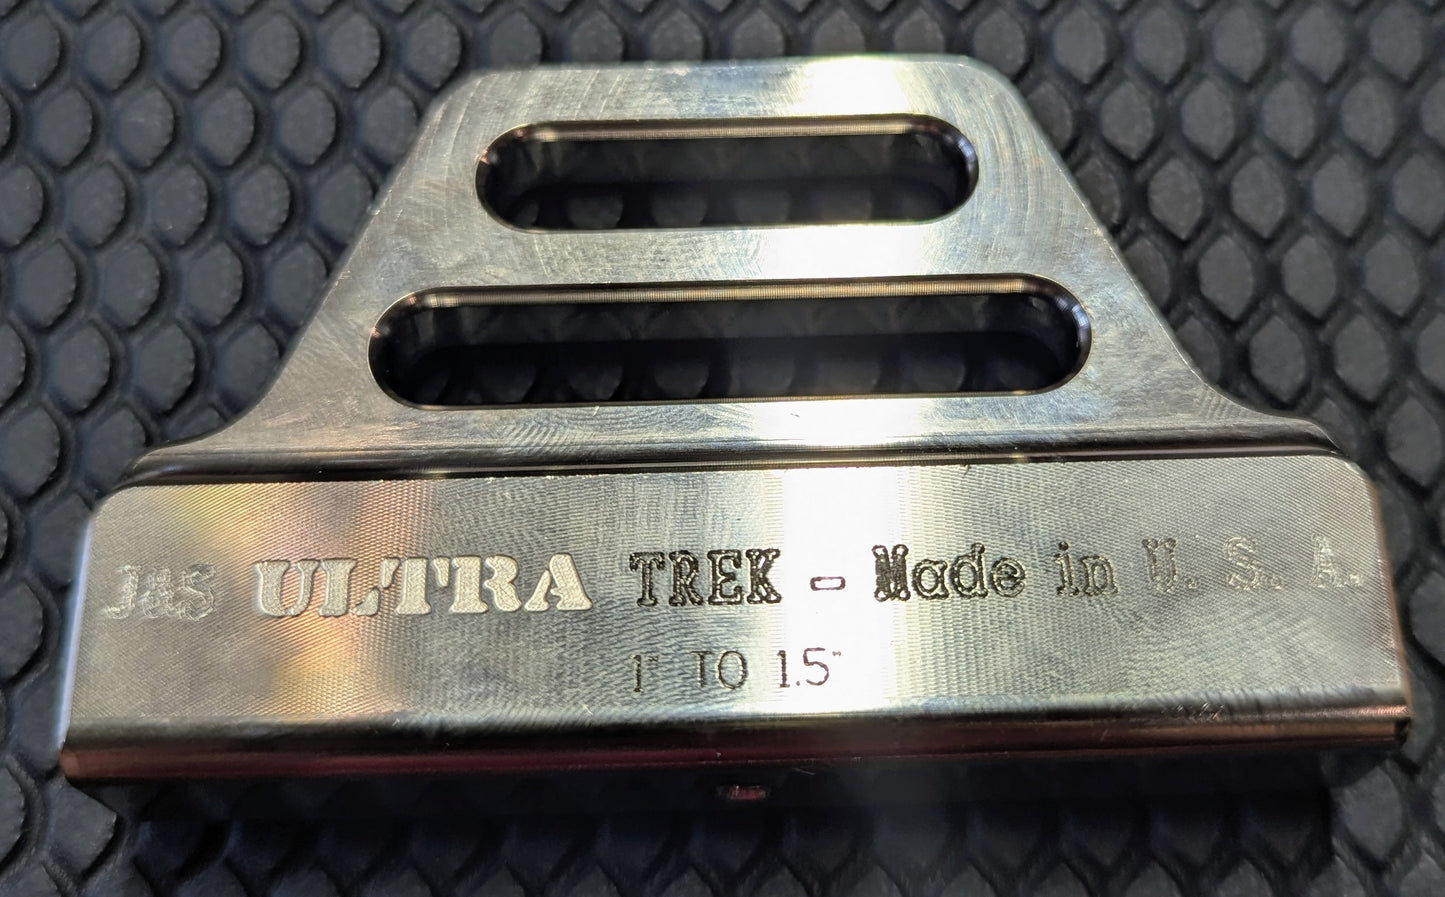 J&S ULTRA TREK - Made in U. S. A.
1" TO 1.5"